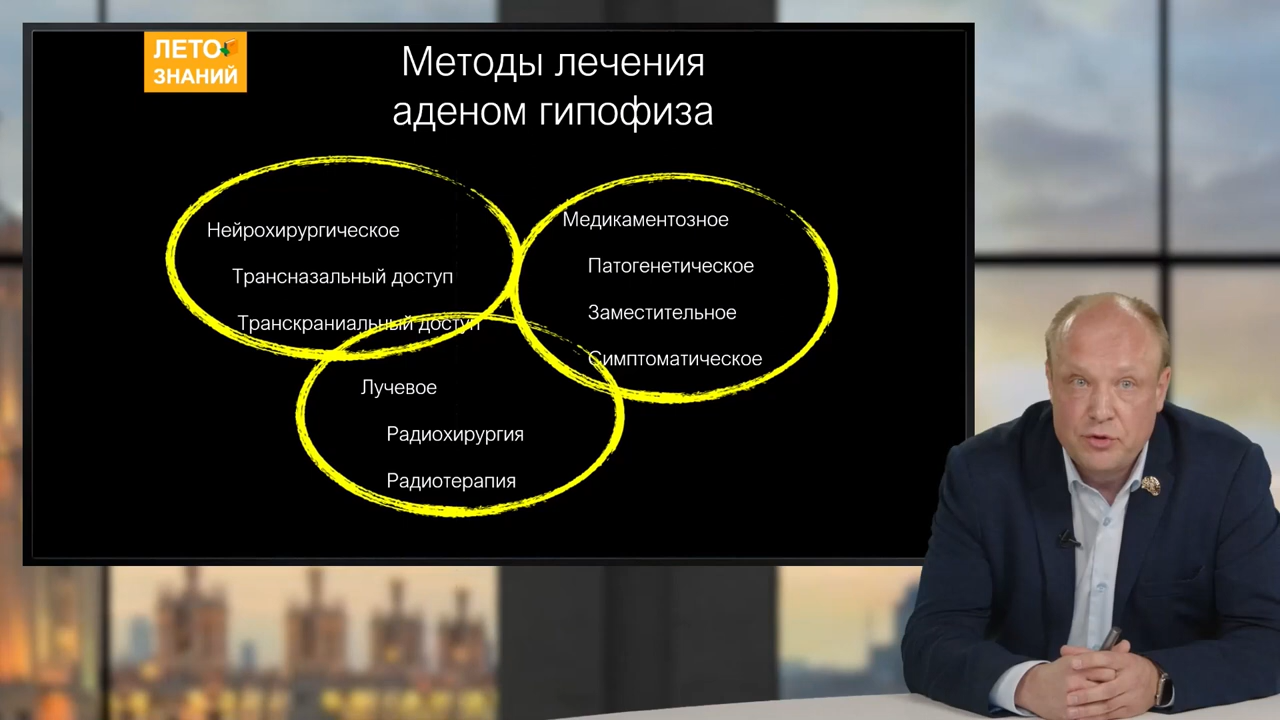 ЛЕТО
ЗНАНИЙ
Методы лечения
аденом гипофиза
Нейрохирургическое
Трансназальный доступ
Транскраниальный доступ
Медикаментозное
Патогенетическое
Заместительное
Симптоматическое
Лучевое
Радиохирургия
Радиотерапия